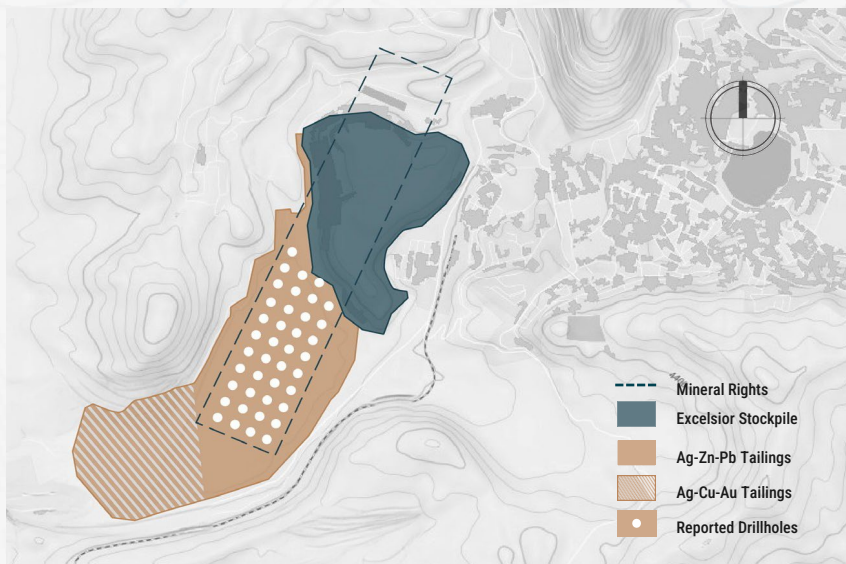 Mineral Rights
Excelsior Stockpile
Ag-Zn-Pb Tailings
Ag-Cu-Au Tailings
Reported Drillholes